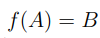 f(A) = B